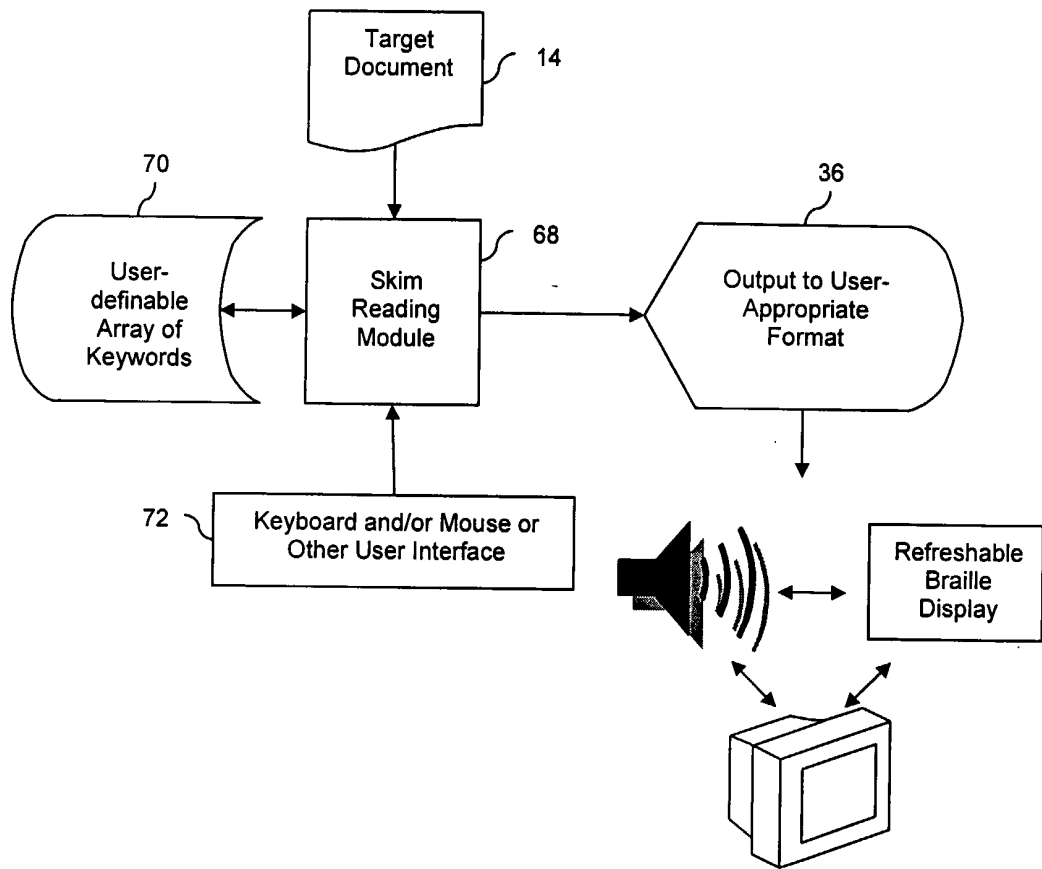 Target
Document
14
70
36
User-
definable
Array of
Keywords
68
Skim
Reading
Module
Output to User-
Appropriate
Format
72
Keyboard and/or Mouse or
Other User Interface
Refreshable
Braille
Display